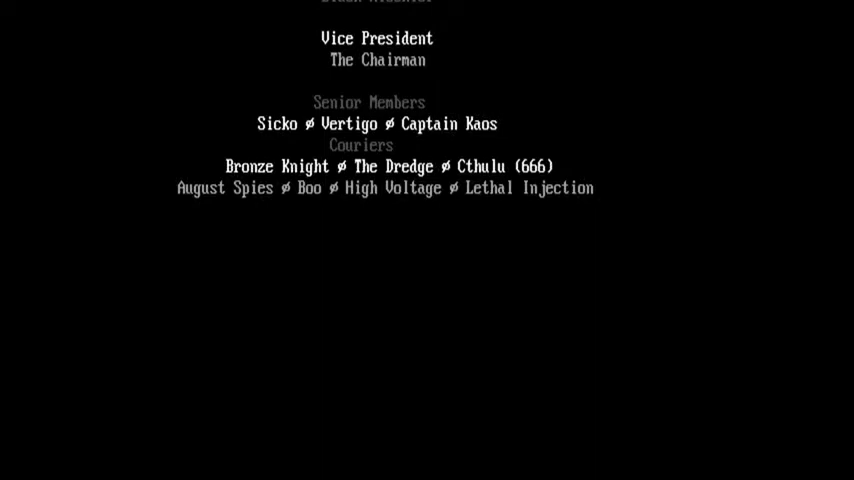 Vice President
The Chairman
Senior Members
Sicko ø Vertigo ø Captain Kaos
Couriers
Bronze Knight ø The Dredge ø Cthulu (666)
August Spies ø Boo ø High Voltage ø Lethal Injection